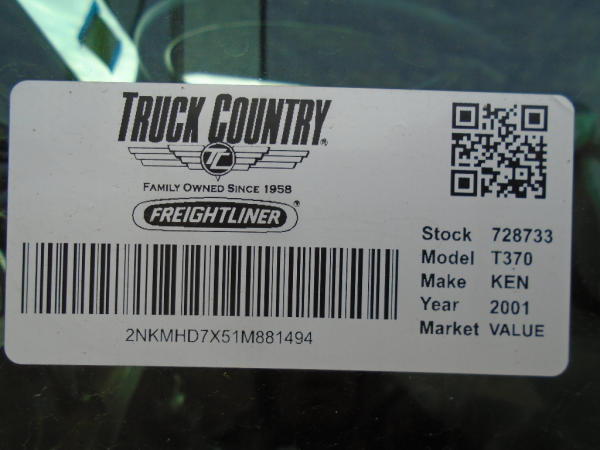 TRUCK COUNTRY®
TC
FAMILY OWNED SINCE 1958
FREIGHTLINER®
2NKMHD7X51M881494
Stock 728733
Model T370
Make KEN
Year 2001
Market VALUE